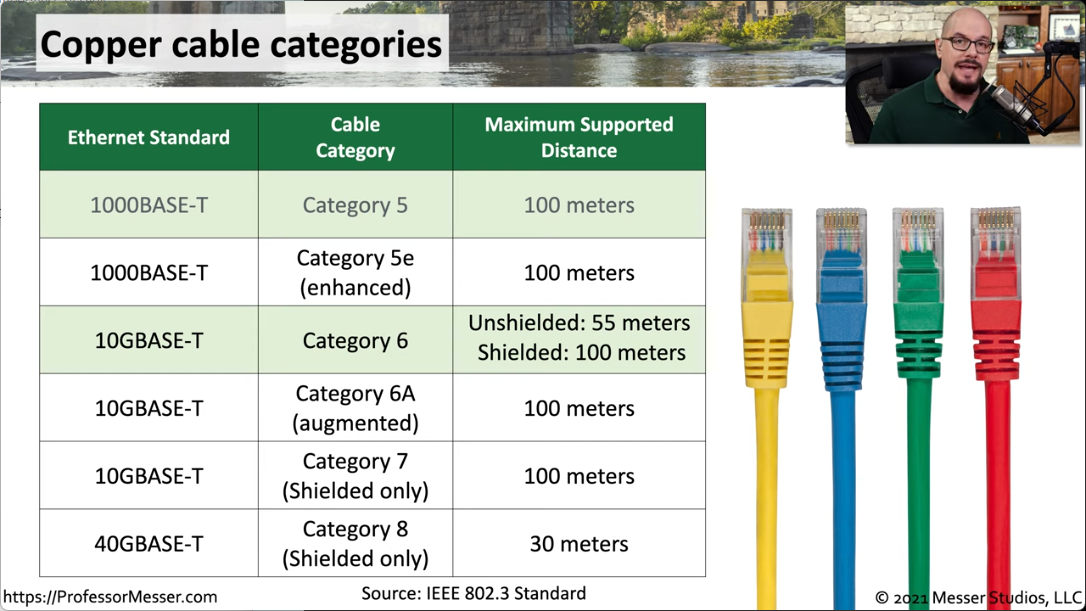 Copper cable categories
Ethernet Standard
Cable
Category
Maximum Supported
Distance
1000BASE-T
Category 5
100 meters
1000BASE-T
Category 5e
(enhanced)
100 meters
10GBASE-T
Category 6
Unshielded: 55 meters
Shielded: 100 meters
10GBASE-T
Category 6A
(augmented)
100 meters
10GBASE-T
Category 7
(Shielded only)
100 meters
40GBASE-T
Category 8
(Shielded only)
30 meters
https://ProfessorMesser.com
Source: IEEE 802.3 Standard
© 2021 Messer Studios, LLC